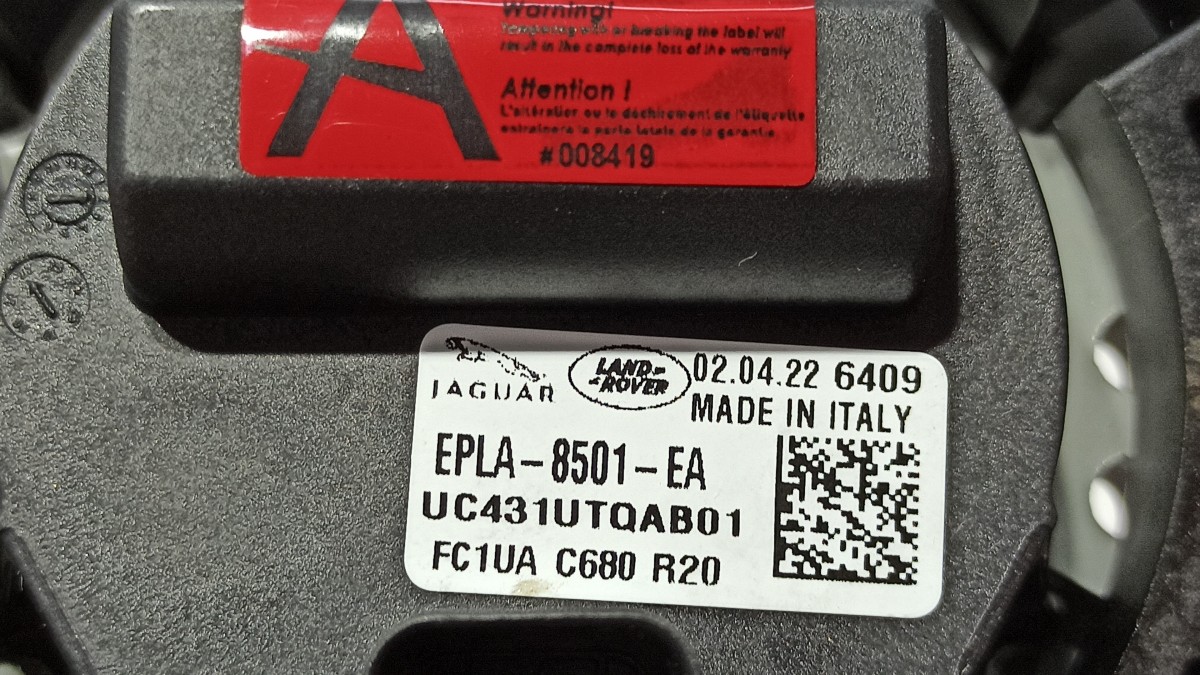 Warning!
Tampering with or breaking the label will
result in the complete loss of the warranty
Attention !
L'altération ou le déchirement de l'étiquette
entraînera la perte totale de la garantie.
#008419
JAGUAR
LAND-
-ROVER
02.04.22 6409
MADE IN ITALY
EPLA-8501-EA
UC431UTQAB01
FC1UA C680 R20